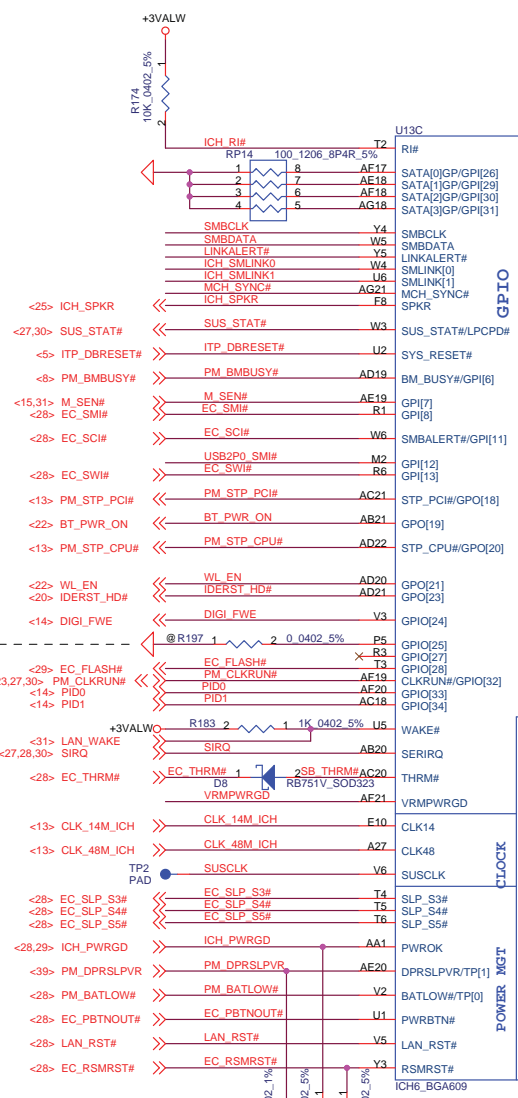 +3VALW
R174
10K_0402_5%
1
2
U13C
ICH_RI# T2 RI#
RP14 100_1206_8P4R_5%
1 8 AF17 SATA[0]GP/GPI[26]
2 7 AE18 SATA[1]GP/GPI[29]
3 6 AF18 SATA[2]GP/GPI[30]
4 5 AG18 SATA[3]GP/GPI[31]
SMBCLK Y4 SMBCLK
SMBDATA W5 SMBDATA
LINKALERT# Y5 LINKALERT#
ICH_SMLINK0 W4 SMLINK[0]
ICH_SMLINK1 U6 SMLINK[1]
MCH_SYNC# AG21 MCH_SYNC#
<25> ICH_SPKR ICH_SPKR F8 SPKR
GPIO
<27,30> SUS_STAT# SUS_STAT# W3 SUS_STAT#/LPCPD#
<5> ITP_DBRESET# ITP_DBRESET# U2 SYS_RESET#
<8> PM_BMBUSY# PM_BMBUSY# AD19 BM_BUSY#/GPI[6]
<15,31> M_SEN# M_SEN# AE19 GPI[7]
<28> EC_SMI# EC_SMI# R1 GPI[8]
<28> EC_SCI# EC_SCI# W6 SMBALERT#/GPI[11]
USB2P0_SMI# M2 GPI[12]
<28> EC_SWI# EC_SWI# R6 GPI[13]
<13> PM_STP_PCI# PM_STP_PCI# AC21 STP_PCI#/GPO[18]
<22> BT_PWR_ON BT_PWR_ON AB21 GPO[19]
<13> PM_STP_CPU# PM_STP_CPU# AD22 STP_CPU#/GPO[20]
<22> WL_EN WL_EN AD20 GPO[21]
<20> IDERST_HD# IDERST_HD# AD21 GPO[23]
<14> DIGI_FWE DIGI_FWE V3 GPIO[24]
@ R197 1 2 0_0402_5% P5 GPIO[25]
R3 GPIO[27]
<29> EC_FLASH# EC_FLASH# T3 GPIO[28]
3,27,30> PM_CLKRUN# PM_CLKRUN# AF19 CLKRUN#/GPIO[32]
<14> PID0 PID0 AF20 GPIO[33]
<14> PID1 PID1 AC18 GPIO[34]
+3VALW R183 2 1 1K_0402_5% U5 WAKE#
<31> LAN_WAKE
<27,28,30> SIRQ SIRQ AB20 SERIRQ
<28> EC_THRM# EC_THRM# 1 2 SB_THRM# AC20 THRM#
D8 RB751V_SOD323
VRMPWRGD AF21 VRMPWRGD
<13> CLK_14M_ICH CLK_14M_ICH E10 CLK14
<13> CLK_48M_ICH CLK_48M_ICH A27 CLK48
CLOCK
TP2
PAD
SUSCLK V6 SUSCLK
<28> EC_SLP_S3# EC_SLP_S3# T4 SLP_S3#
<28> EC_SLP_S4# EC_SLP_S4# T5 SLP_S4#
<28> EC_SLP_S5# EC_SLP_S5# T6 SLP_S5#
<28,29> ICH_PWRGD ICH_PWRGD AA1 PWROK
<39> PM_DPRSLPVR PM_DPRSLPVR AE20 DPRSLPVR/TP[1]
POWER MGT
<28> PM_BATLOW# PM_BATLOW# V2 BATLOW#/TP[0]
<28> EC_PBTNOUT# EC_PBTNOUT# U1 PWRBTN#
<28> LAN_RST# LAN_RST# V5 LAN_RST#
<28> EC_RSMRST# EC_RSMRST# Y3 RSMRST#
ICH6_BGA609
02_1%
02_5%
1
02_5%
1